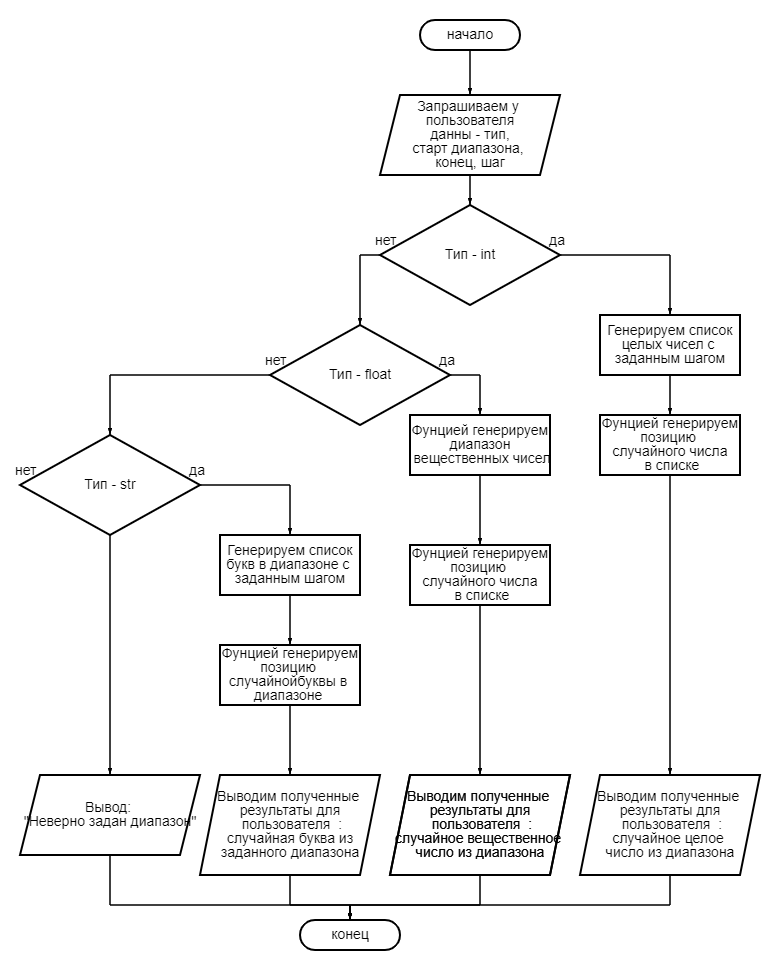 начало
Запрашиваем у
пользователя
данны - тип,
старт диапазона,
конец, шаг
нет
да
Тип - int
нет
да
Тип - float
Генерируем список
целых чисел с
заданным шагом
Фунцией генерируем
диапазон
вещественных чисел
Фунцией генерируем
позицию
случайного числа
в списке
нет
да
Тип - str
Генерируем список
букв в диапазоне с
заданным шагом
Фунцией генерируем
позицию
случайного числа
в списке
Фунцией генерируем
позицию
случайнойбуквы в
диапазоне
Вывод:
"Неверно задан диапазон"
Выводим полученные
результаты для
пользователя :
случайная буква из
заданного диапазона
Выводим полученные
результаты для
пользователя :
случайное вещественное
число из диапазона
Выводим полученные
результаты для
пользователя :
случайное целое
число из диапазона
конец